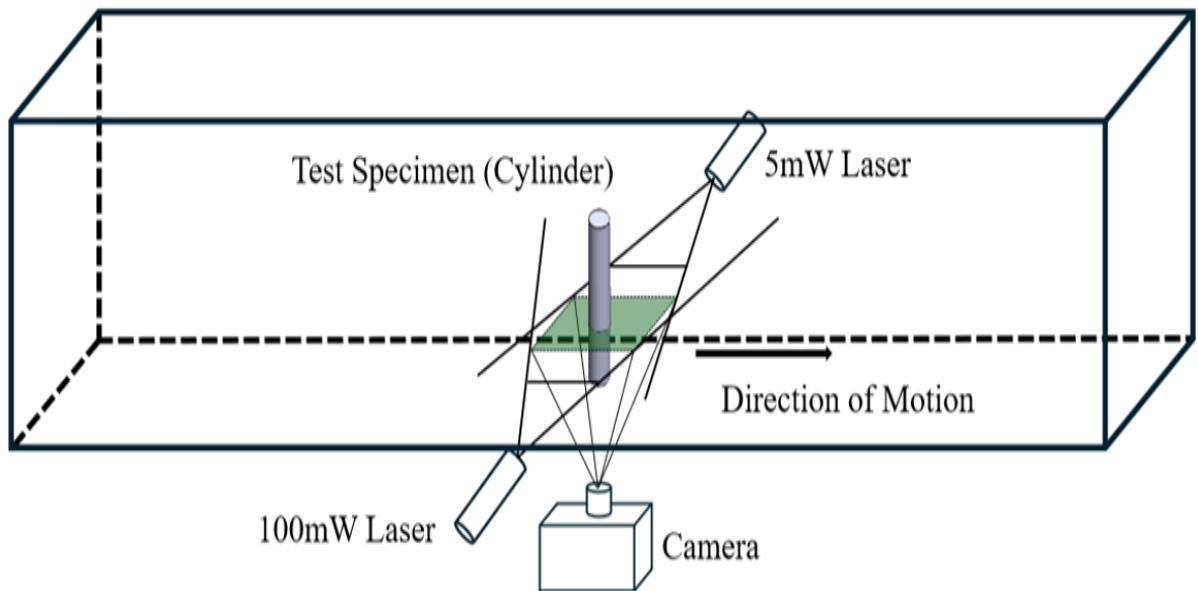 Test Specimen (Cylinder)
5mW Laser
Direction of Motion
100mW Laser
Camera